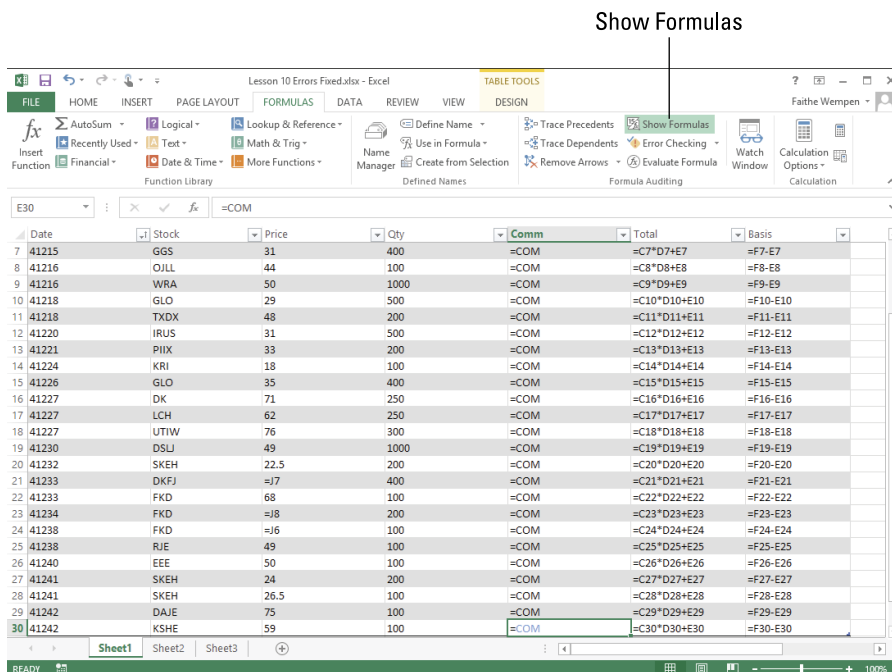 Show Formulas
Lesson 10 Errors Fixed.xlsx - Excel
TABLE TOOLS
?
FILE HOME INSERT PAGE LAYOUT FORMULAS DATA REVIEW VIEW DESIGN Faithe Wempen
fx AutoSum Logical Lookup & Reference Define Name Trace Precedents Show Formulas
Insert Function Recently Used Text Math & Trig Name Manager Use in Formula Trace Dependents Error Checking Watch Window Calculation Options
Financial Date & Time More Functions Create from Selection Remove Arrows Evaluate Formula
Function Library Defined Names Formula Auditing Calculation
E30 fx =COM
Date Stock Price Qty Comm Total Basis
7 41215 GGS 31 400 =COM =C7*D7+E7 =F7-E7
8 41216 OJLL 44 100 =COM =C8*D8+E8 =F8-E8
9 41216 WRA 50 1000 =COM =C9*D9+E9 =F9-E9
10 41218 GLO 29 500 =COM =C10*D10+E10 =F10-E10
11 41218 TXDX 48 200 =COM =C11*D11+E11 =F11-E11
12 41220 IRUS 31 500 =COM =C12*D12+E12 =F12-E12
13 41221 PIIX 33 200 =COM =C13*D13+E13 =F13-E13
14 41224 KRI 18 100 =COM =C14*D14+E14 =F14-E14
15 41226 GLO 35 400 =COM =C15*D15+E15 =F15-E15
16 41227 DK 71 250 =COM =C16*D16+E16 =F16-E16
17 41227 LCH 62 250 =COM =C17*D17+E17 =F17-E17
18 41227 UTIW 76 300 =COM =C18*D18+E18 =F18-E18
19 41230 DSLJ 49 1000 =COM =C19*D19+E19 =F19-E19
20 41232 SKEH 22.5 200 =COM =C20*D20+E20 =F20-E20
21 41233 DKFJ =J7 400 =COM =C21*D21+E21 =F21-E21
22 41233 FKD 68 100 =COM =C22*D22+E22 =F22-E22
23 41234 FKD =J8 200 =COM =C23*D23+E23 =F23-E23
24 41238 FKD =J6 100 =COM =C24*D24+E24 =F24-E24
25 41238 RJE 49 100 =COM =C25*D25+E25 =F25-E25
26 41240 EEE 50 100 =COM =C26*D26+E26 =F26-E26
27 41241 SKEH 24 200 =COM =C27*D27+E27 =F27-E27
28 41241 SKEH 26.5 100 =COM =C28*D28+E28 =F28-E28
29 41242 DAJE 75 100 =COM =C29*D29+E29 =F29-E29
30 41242 KSHE 59 100 =COM =C30*D30+E30 =F30-E30
Sheet1 Sheet2 Sheet3
READY 100%